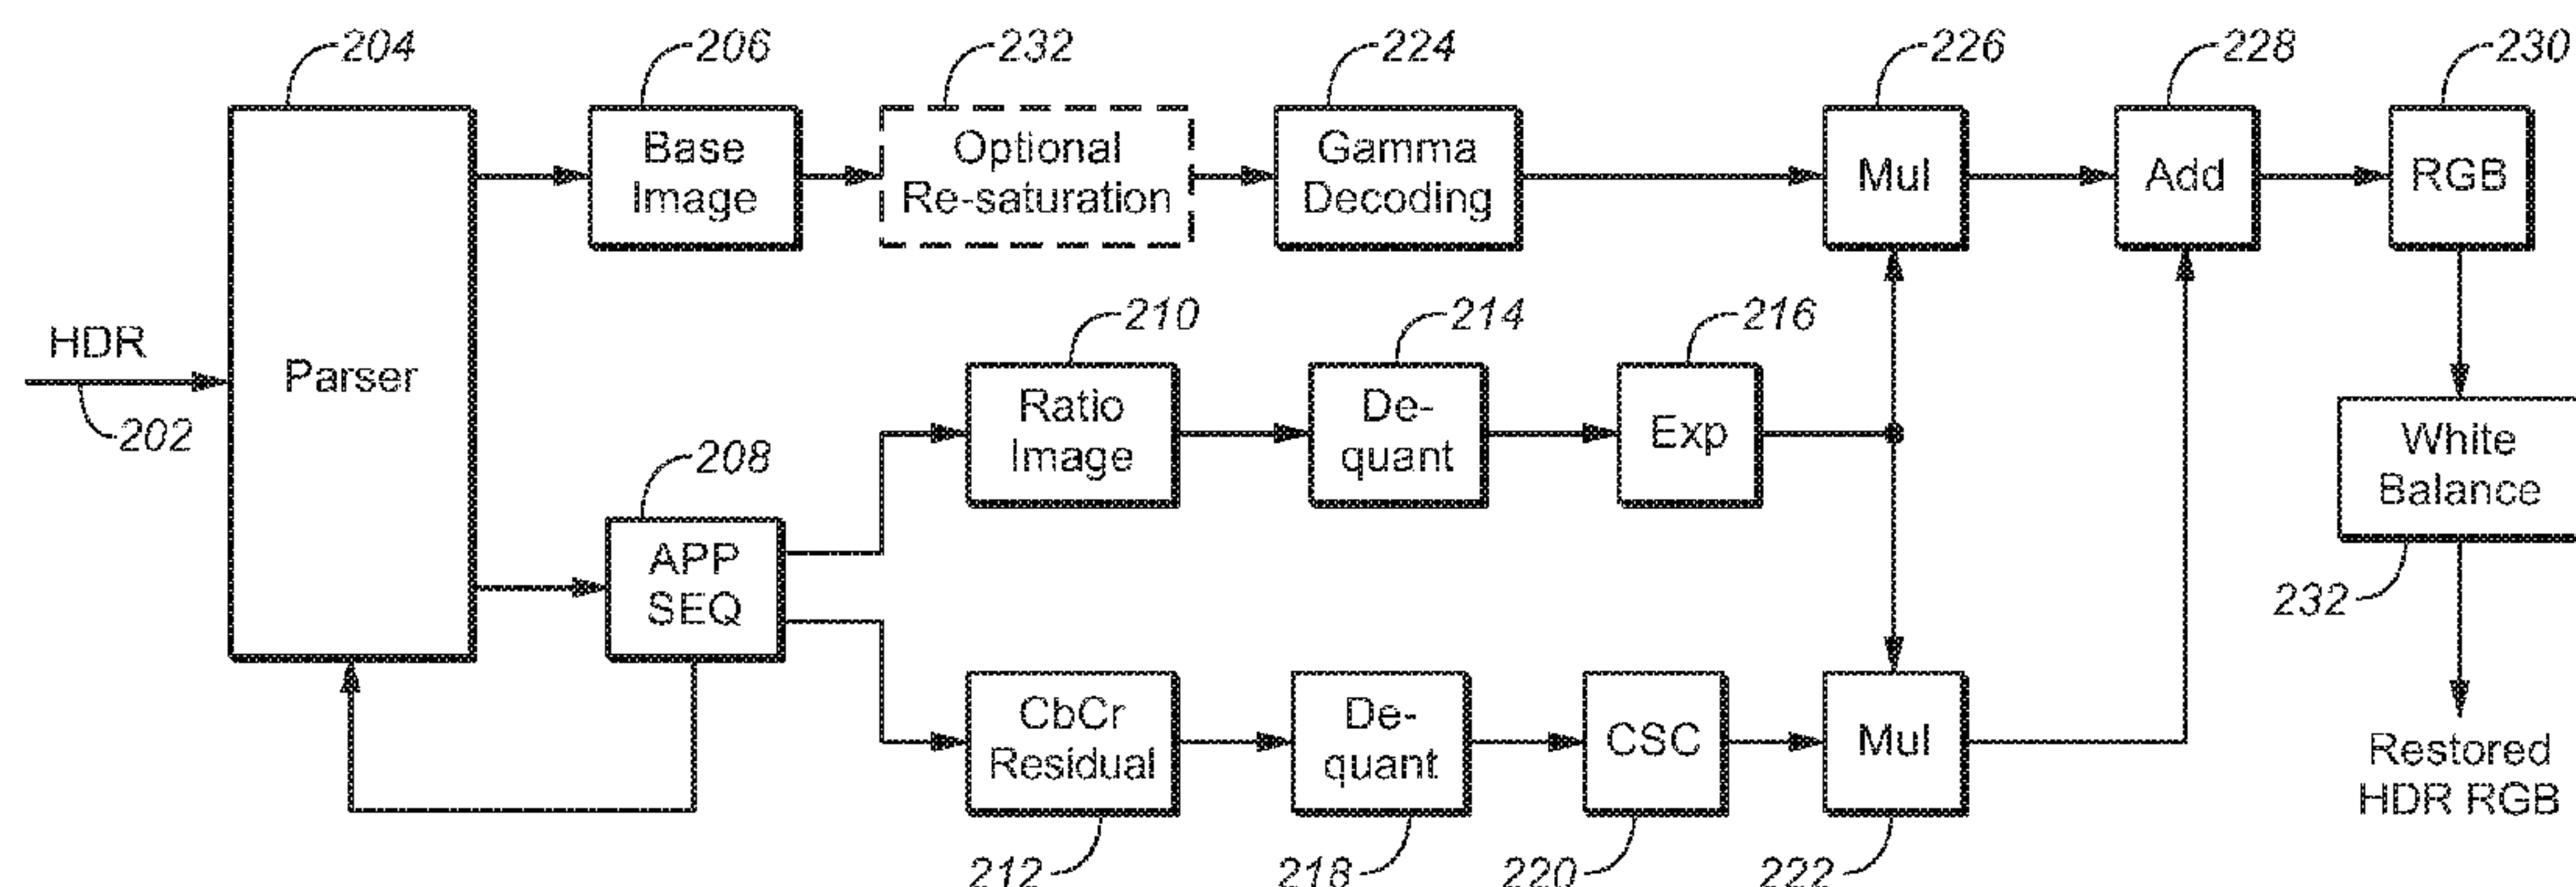 204
206
232
224
226
228
230
Base
Image
Optional
Re-saturation
Gamma
Decoding
Mul
Add
RGB
HDR
202
Parser
210
214
216
Ratio
Image
De-
quant
Exp
White
Balance
232
208
APP
SEQ
CbCr
Residual
De-
quant
CSC
Mul
Restored
HDR RGB
212
218
220
222